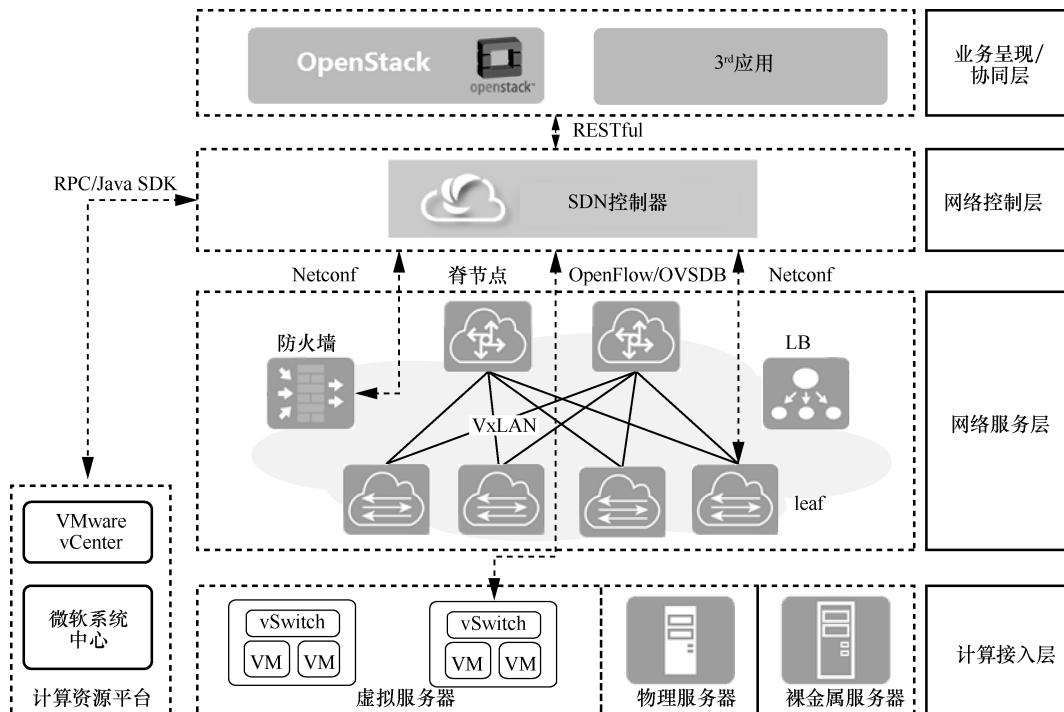 OpenStack
openstack™
3rd应用
业务呈现/
协同层
RESTful
RPC/Java SDK
SDN控制器
网络控制层
Netconf
脊节点
OpenFlow/OVSDB
Netconf
防火墙
LB
VxLAN
网络服务层
leaf
VMware
vCenter
微软系统
中心
计算资源平台
vSwitch
VM
VM
vSwitch
VM
VM
虚拟服务器
物理服务器
裸金属服务器
计算接入层